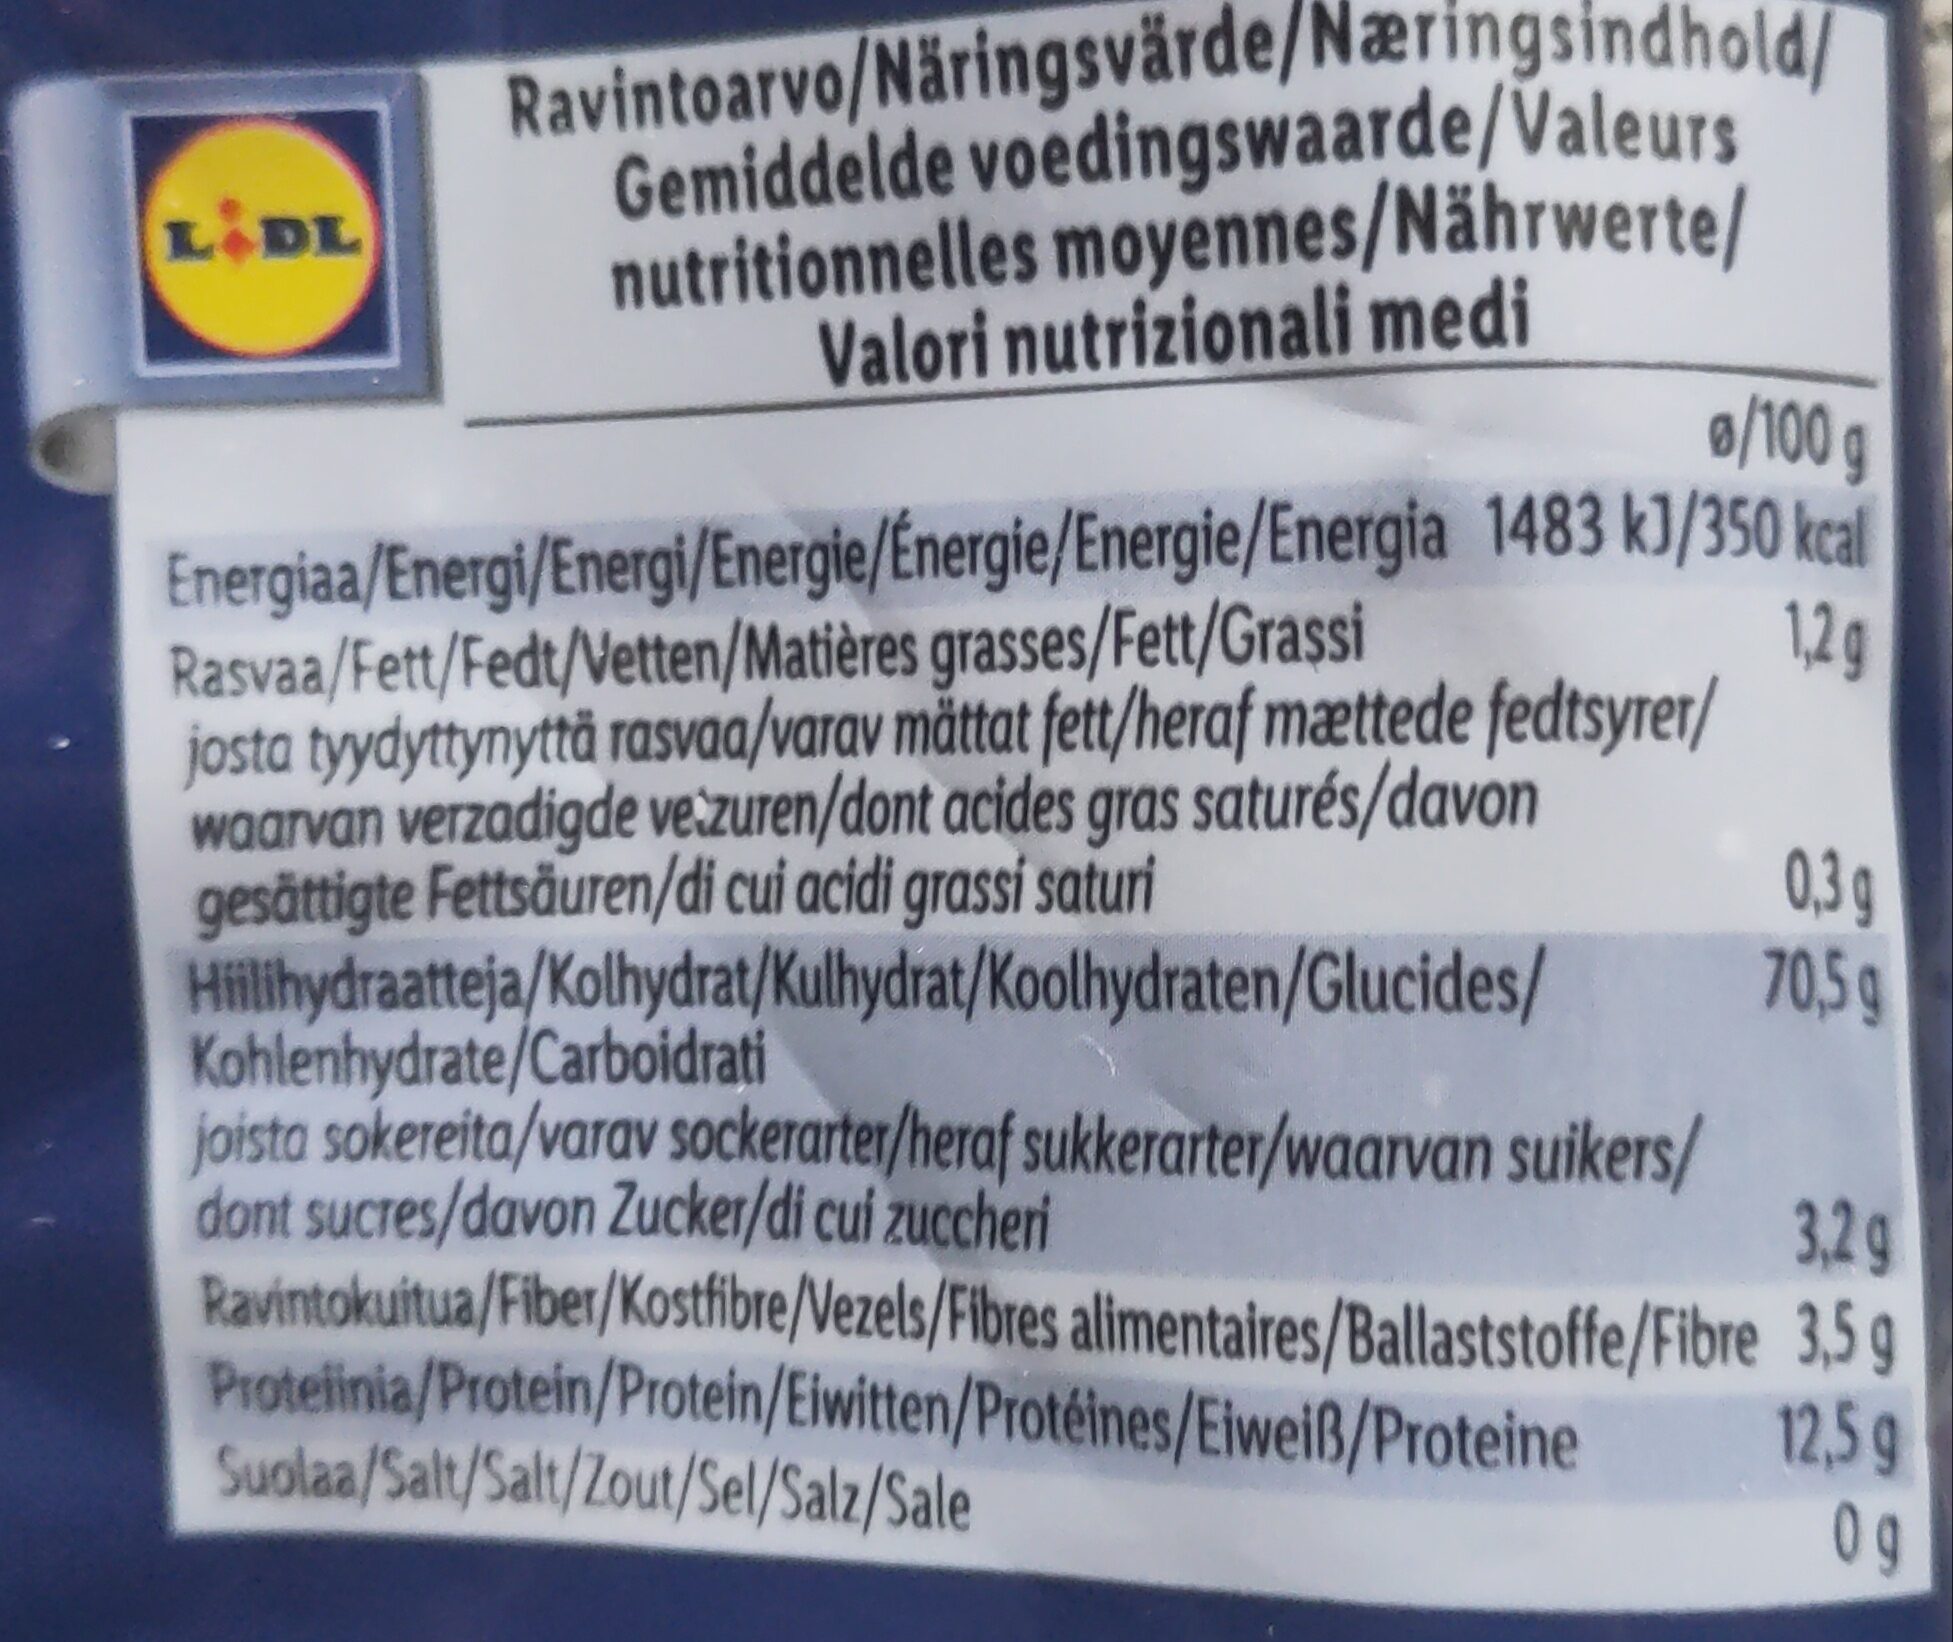 LIDL
Ravintoarvo/Näringsvärde/Næringsindhold/
Gemiddelde voedingswaarde/Valeurs
nutritionnelles moyennes/Nährwerte/
Valori nutrizionali medi
ø/100 g
Energiaa/Energi/Energi/Energie/Énergie/Energie/Energia 1483 kJ/350 kcal
Rasvaa/Fett/Fedt/Vetten/Matières grasses/Fett/Grassi 1,2 g
josta tyydyttynyttä rasvaa/varav mättat fett/heraf mættede fedtsyrer/
waarvan verzadigde vetzuren/dont acides gras saturés/davon
gesättigte Fettsäuren/di cui acidi grassi saturi 0,3 g
Hiilihydraatteja/Kolhydrat/Kulhydrat/Koolhydraten/Glucides/ 70,5 g
Kohlenhydrate/Carboidrati
joista sokereita/varav sockerarter/heraf sukkerarter/waarvan suikers/
dont sucres/davon Zucker/di cui zuccheri 3,2 g
Ravintokuitua/Fiber/Kostfibre/Vezels/Fibres alimentaires/Ballaststoffe/Fibre 3,5 g
Proteiinia/Protein/Protein/Eiwitten/Protéines/Eiweiß/Proteine 12,5 g
Suolaa/Salt/Salt/Zout/Sel/Salz/Sale 0 g